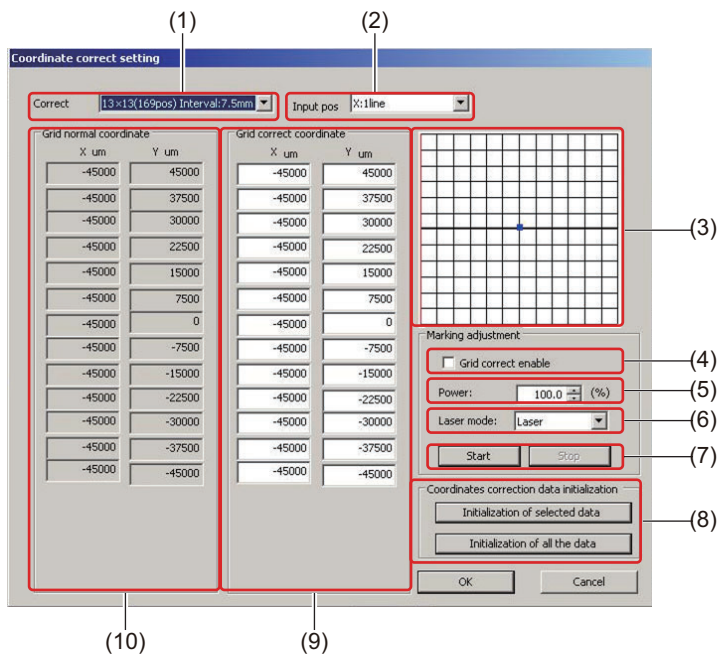 (1)
(2)
Coordinate correct setting
Correct 13×13(169pos) Interval:7.5mm Input pos X:1line
Grid normal coordinate Grid correct coordinate
X um Y um X um Y um
-45000 45000 -45000 45000
-45000 37500 -45000 37500
-45000 30000 -45000 30000
-45000 22500 -45000 22500
-45000 15000 -45000 15000
-45000 7500 -45000 7500
-45000 0 -45000 0
-45000 -7500 -45000 -7500
-45000 -15000 -45000 -15000
-45000 -22500 -45000 -22500
-45000 -30000 -45000 -30000
-45000 -37500 -45000 -37500
-45000 -45000 -45000 -45000
(3)
Marking adjustment
Grid correct enable (4)
Power: 100.0 (%) (5)
Laser mode: Laser (6)
Start Stop (7)
Coordinates correction data initialization
Initialization of selected data
(8)
Initialization of all the data
OK Cancel
(10) (9)